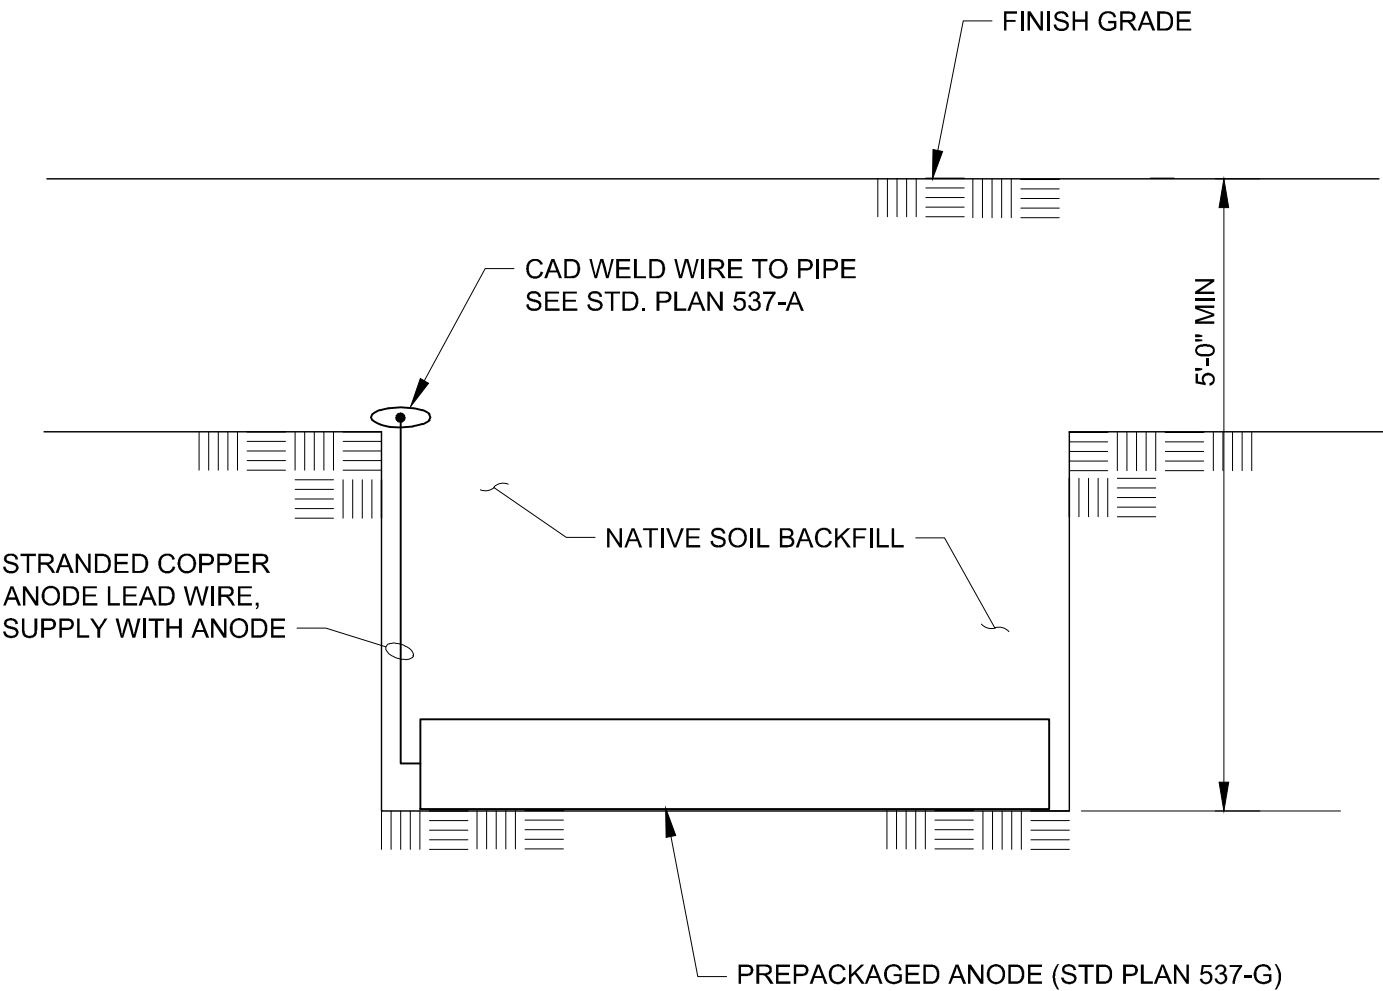 FINISH GRADE
CAD WELD WIRE TO PIPE
SEE STD. PLAN 537-A
5'-0" MIN
NATIVE SOIL BACKFILL
STRANDED COPPER
ANODE LEAD WIRE,
SUPPLY WITH ANODE
PREPACKAGED ANODE (STD PLAN 537-G)